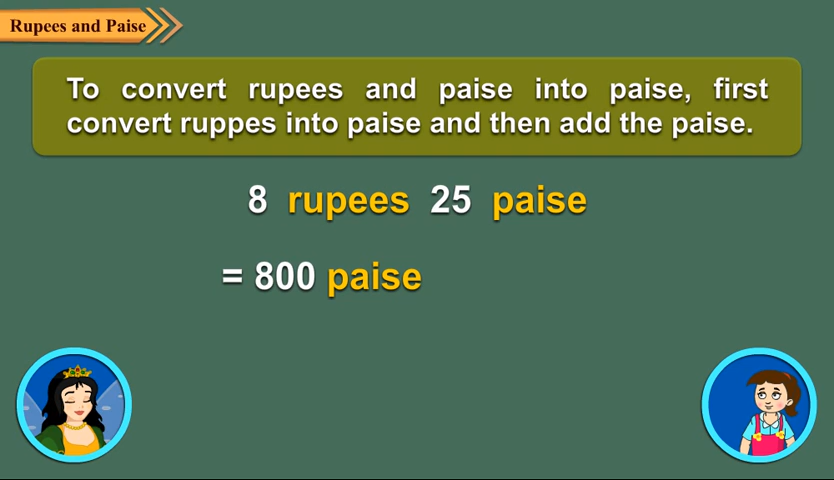 Rupees and Paise
To convert rupees and paise into paise, first
convert ruppes into paise and then add the paise.
8 rupees 25 paise
= 800 paise